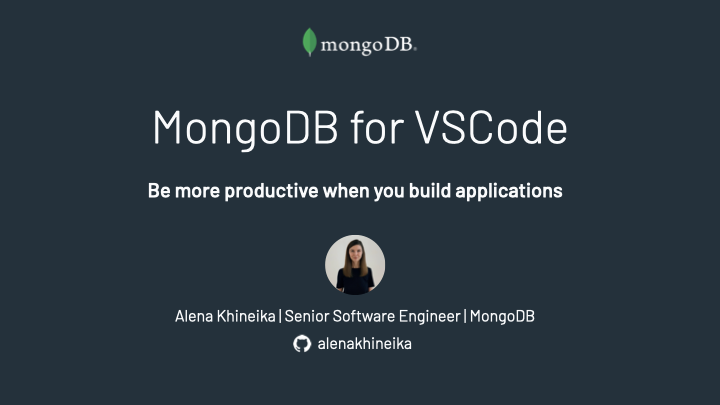 mongoDB®
MongoDB for VSCode
Be more productive when you build applications
Alena Khineika | Senior Software Engineer | MongoDB
alenakhineika